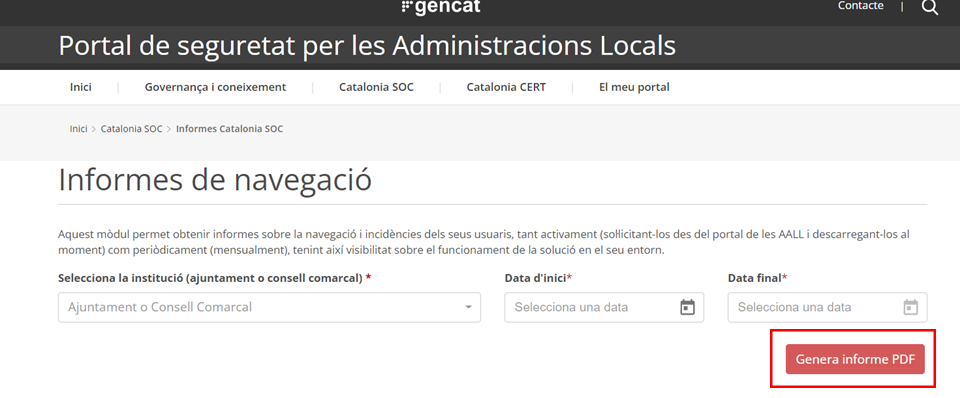 gencat
Contacte |
Portal de seguretat per les Administracions Locals
Inici | Governança i coneixement | Catalonia SOC | Catalonia CERT | El meu portal
Inici > Catalonia SOC > Informes Catalonia SOC
Informes de navegació
Aquest mòdul permet obtenir informes sobre la navegació i incidències dels seus usuaris, tant activament (sol·licitant-los des del portal de les AALL i descarregant-los al
moment) com periòdicament (mensualment), tenint així visibilitat sobre el funcionament de la solució en el seu entorn.
Selecciona la institució (ajuntament o consell comarcal) * Data d'inici* Data final*
Ajuntament o Consell Comarcal Selecciona una data Selecciona una data
Genera informe PDF